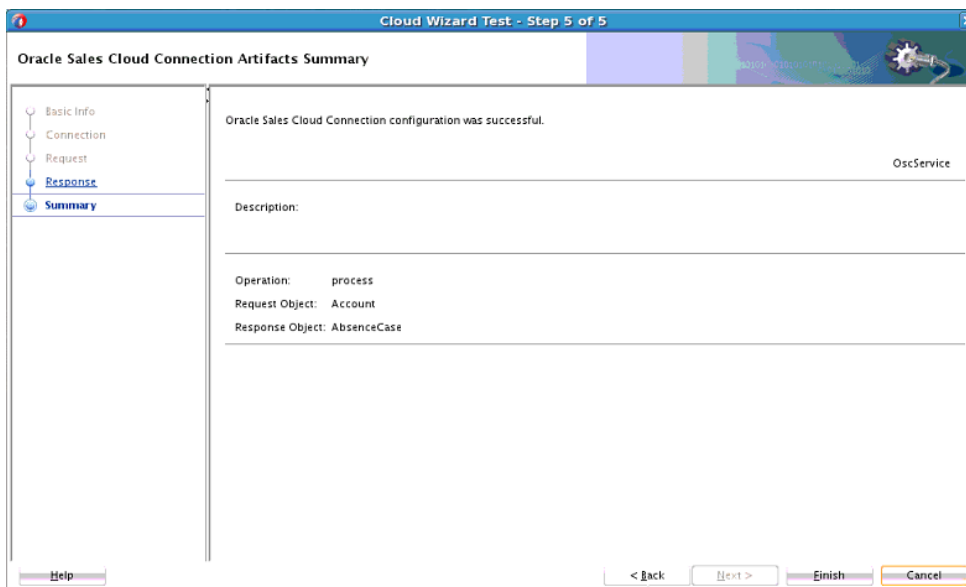 Cloud Wizard Test - Step 5 of 5
Oracle Sales Cloud Connection Artifacts Summary
Basic Info
Connection
Request
Response
Summary
Oracle Sales Cloud Connection configuration was successful.
OscService
Description:
Operation: process
Request Object: Account
Response Object: AbsenceCase
Help
< Back
Next >
Finish
Cancel